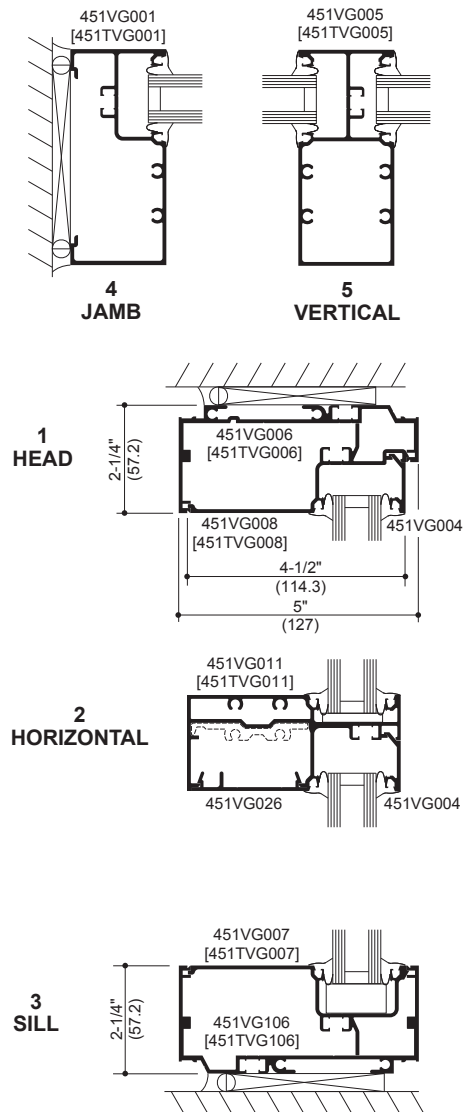 451VG001
[451TVG001]
4
JAMB
451VG005
[451TVG005]
5
VERTICAL
1
HEAD
2-1/4"
(57.2)
451VG006
[451TVG006]
451VG008
[451TVG008]
451VG004
4-1/2"
(114.3)
5"
(127)
2
HORIZONTAL
451VG011
[451TVG011]
451VG026
451VG004
3
SILL
2-1/4"
(57.2)
451VG007
[451TVG007]
451VG106
[451TVG106]